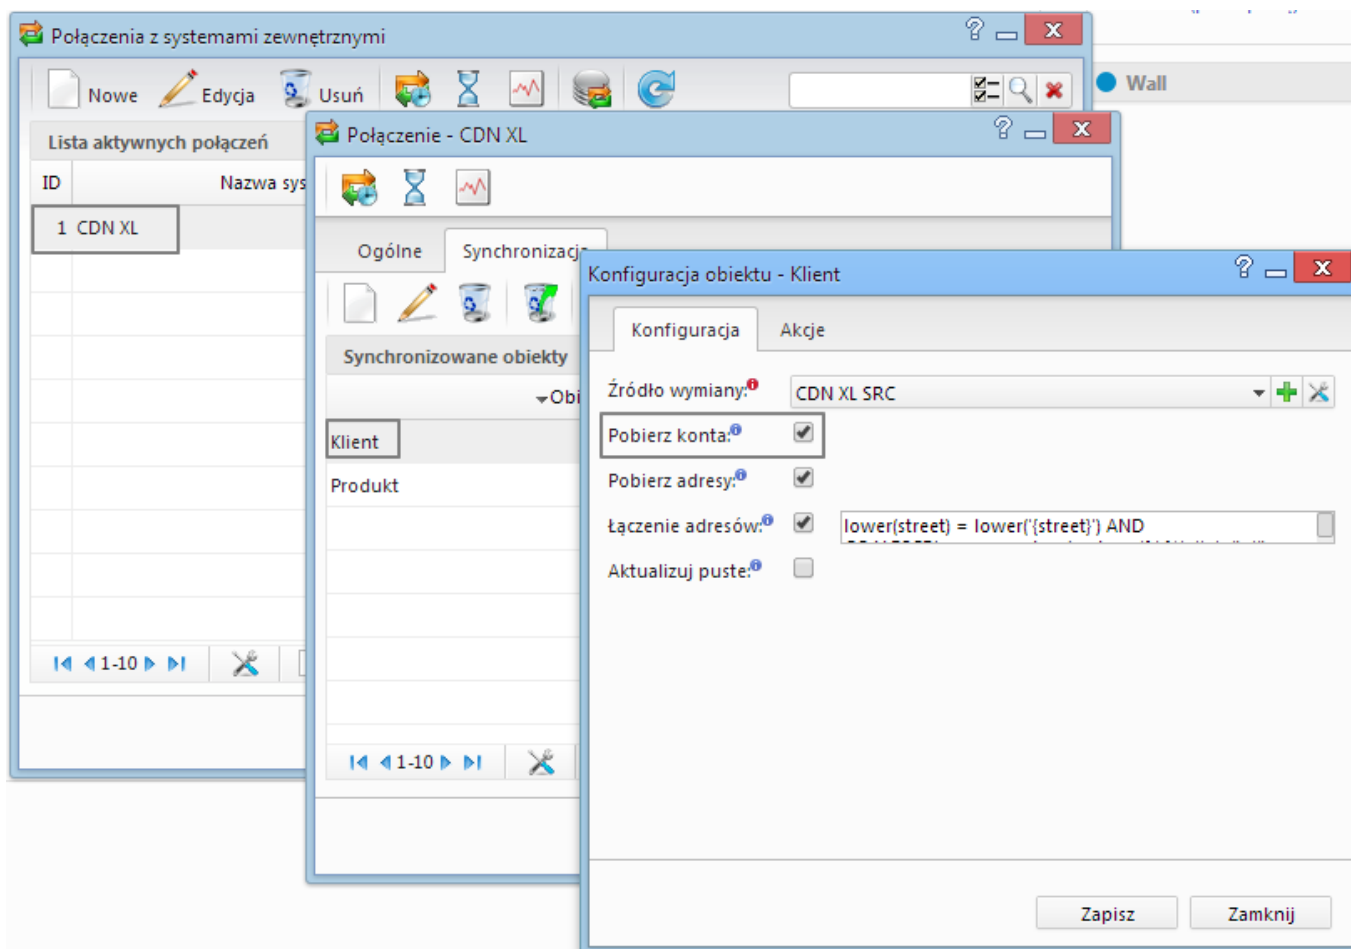 Połączenia z systemami zewnętrznymi
Wall
Nowe Edycja Usuń
Lista aktywnych połączeń
ID Nazwa sys
1 CDN XL
1-10
Połączenie - CDN XL
Ogólne Synchronizacja
Synchronizowane obiekty
Obi
Klient
Produkt
1-10
Konfiguracja obiektu - Klient
Konfiguracja Akcje
Źródło wymiany: CDN XL SRC
Pobierz konta:
Pobierz adresy:
Łączenie adresów: lower(street) = lower('{street}') AND
Aktualizuj puste:
Zapisz Zamknij